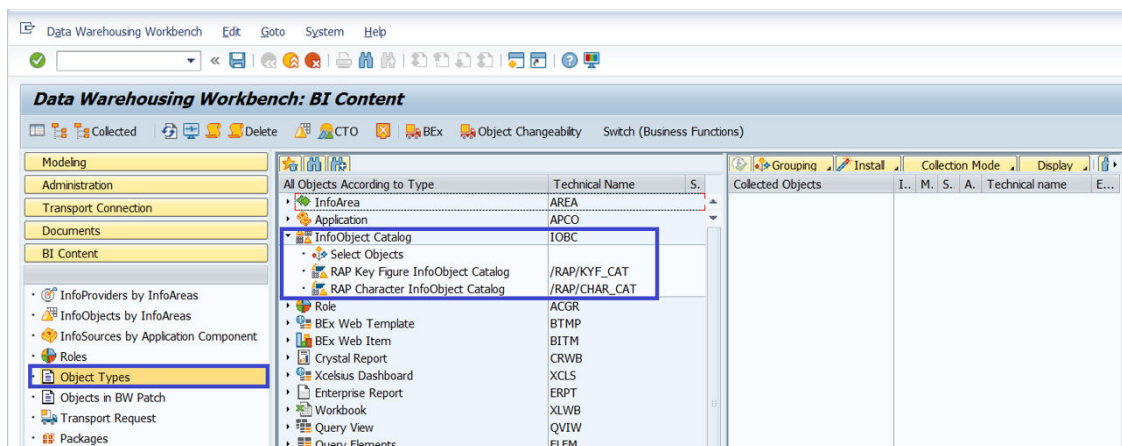 Data Warehousing Workbench Edit Goto System Help
Data Warehousing Workbench: BI Content
Collected Delete CTO BEx Object Changeability Switch (Business Functions)
Modeling
Administration
Transport Connection
Documents
BI Content
InfoProviders by InfoAreas
InfoObjects by InfoAreas
InfoSources by Application Component
Roles
Object Types
Objects in BW Patch
Transport Request
Packages
All Objects According to Type Technical Name S.
InfoArea AREA
Application APCO
InfoObject Catalog IOBC
Select Objects
RAP Key Figure InfoObject Catalog /RAP/KYF_CAT
RAP Character InfoObject Catalog /RAP/CHAR_CAT
Role ACGR
BEx Web Template BTMP
BEx Web Item BITM
Crystal Report CRWB
Xcelsius Dashboard XCLS
Enterprise Report ERPT
Workbook XLWB
Query View QVIW
Query Elements ELEM
Grouping Install Collection Mode Display
Collected Objects I.. M. S. A. Technical name E...